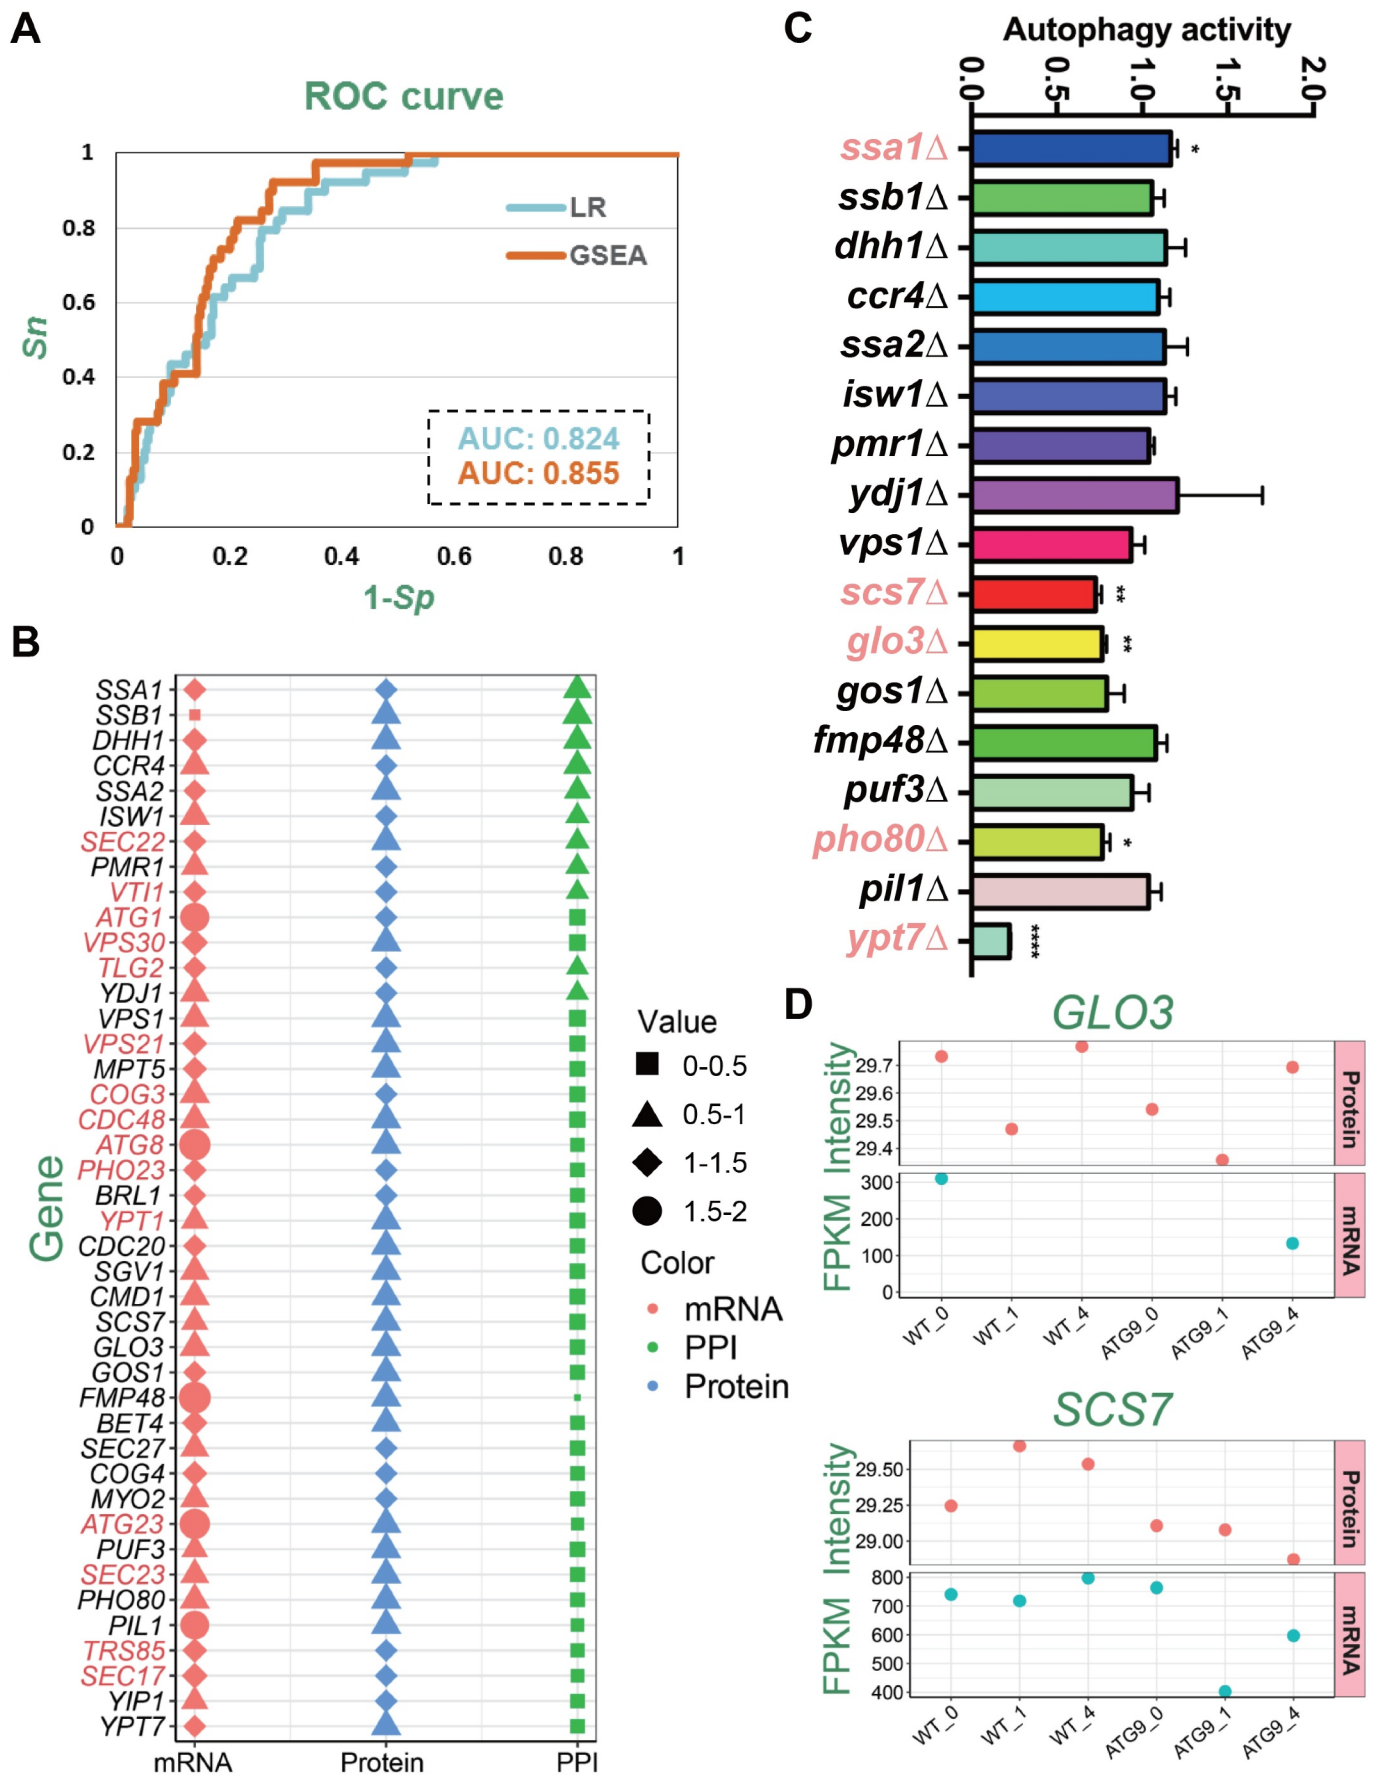 A
ROC curve
1
0.8
0.6
0.4
0.2
0
Sn
0 0.2 0.4 0.6 0.8 1
1-Sp
LR
GSEA
AUC: 0.824
AUC: 0.855
B
Gene
SSA1
SSB1
DHH1
CCR4
SSA2
ISW1
SEC22
PMR1
VTI1
ATG1
VPS30
TLG2
YDJ1
VPS1
VPS21
MPT5
COG3
CDC48
ATG8
PHO23
BRL1
YPT1
CDC20
SGV1
CMD1
SCS7
GLO3
GOS1
FMP48
BET4
SEC27
COG4
MYO2
ATG23
PUF3
SEC23
PHO80
PIL1
TRS85
SEC17
YIP1
YPT7
mRNA Protein PPI
Value
0-0.5
0.5-1
1-1.5
1.5-2
Color
mRNA
PPI
Protein
C
Autophagy activity
0.0 0.5 1.0 1.5 2.0
ssa1Δ *
ssb1Δ
dhh1Δ
ccr4Δ
ssa2Δ
isw1Δ
pmr1Δ
ydj1Δ
vps1Δ
scs7Δ **
glo3Δ **
gos1Δ
fmp48Δ
puf3Δ
pho80Δ *
pil1Δ
ypt7Δ ****
D
GLO3
Intensity
29.7
29.6
29.5
29.4
Protein
FPKM
300
200
100
0
mRNA
WT_0 WT_1 WT_4 ATG9_0 ATG9_1 ATG9_4
SCS7
Intensity
29.50
29.25
29.00
Protein
FPKM
800
700
600
500
400
mRNA
WT_0 WT_1 WT_4 ATG9_0 ATG9_1 ATG9_4